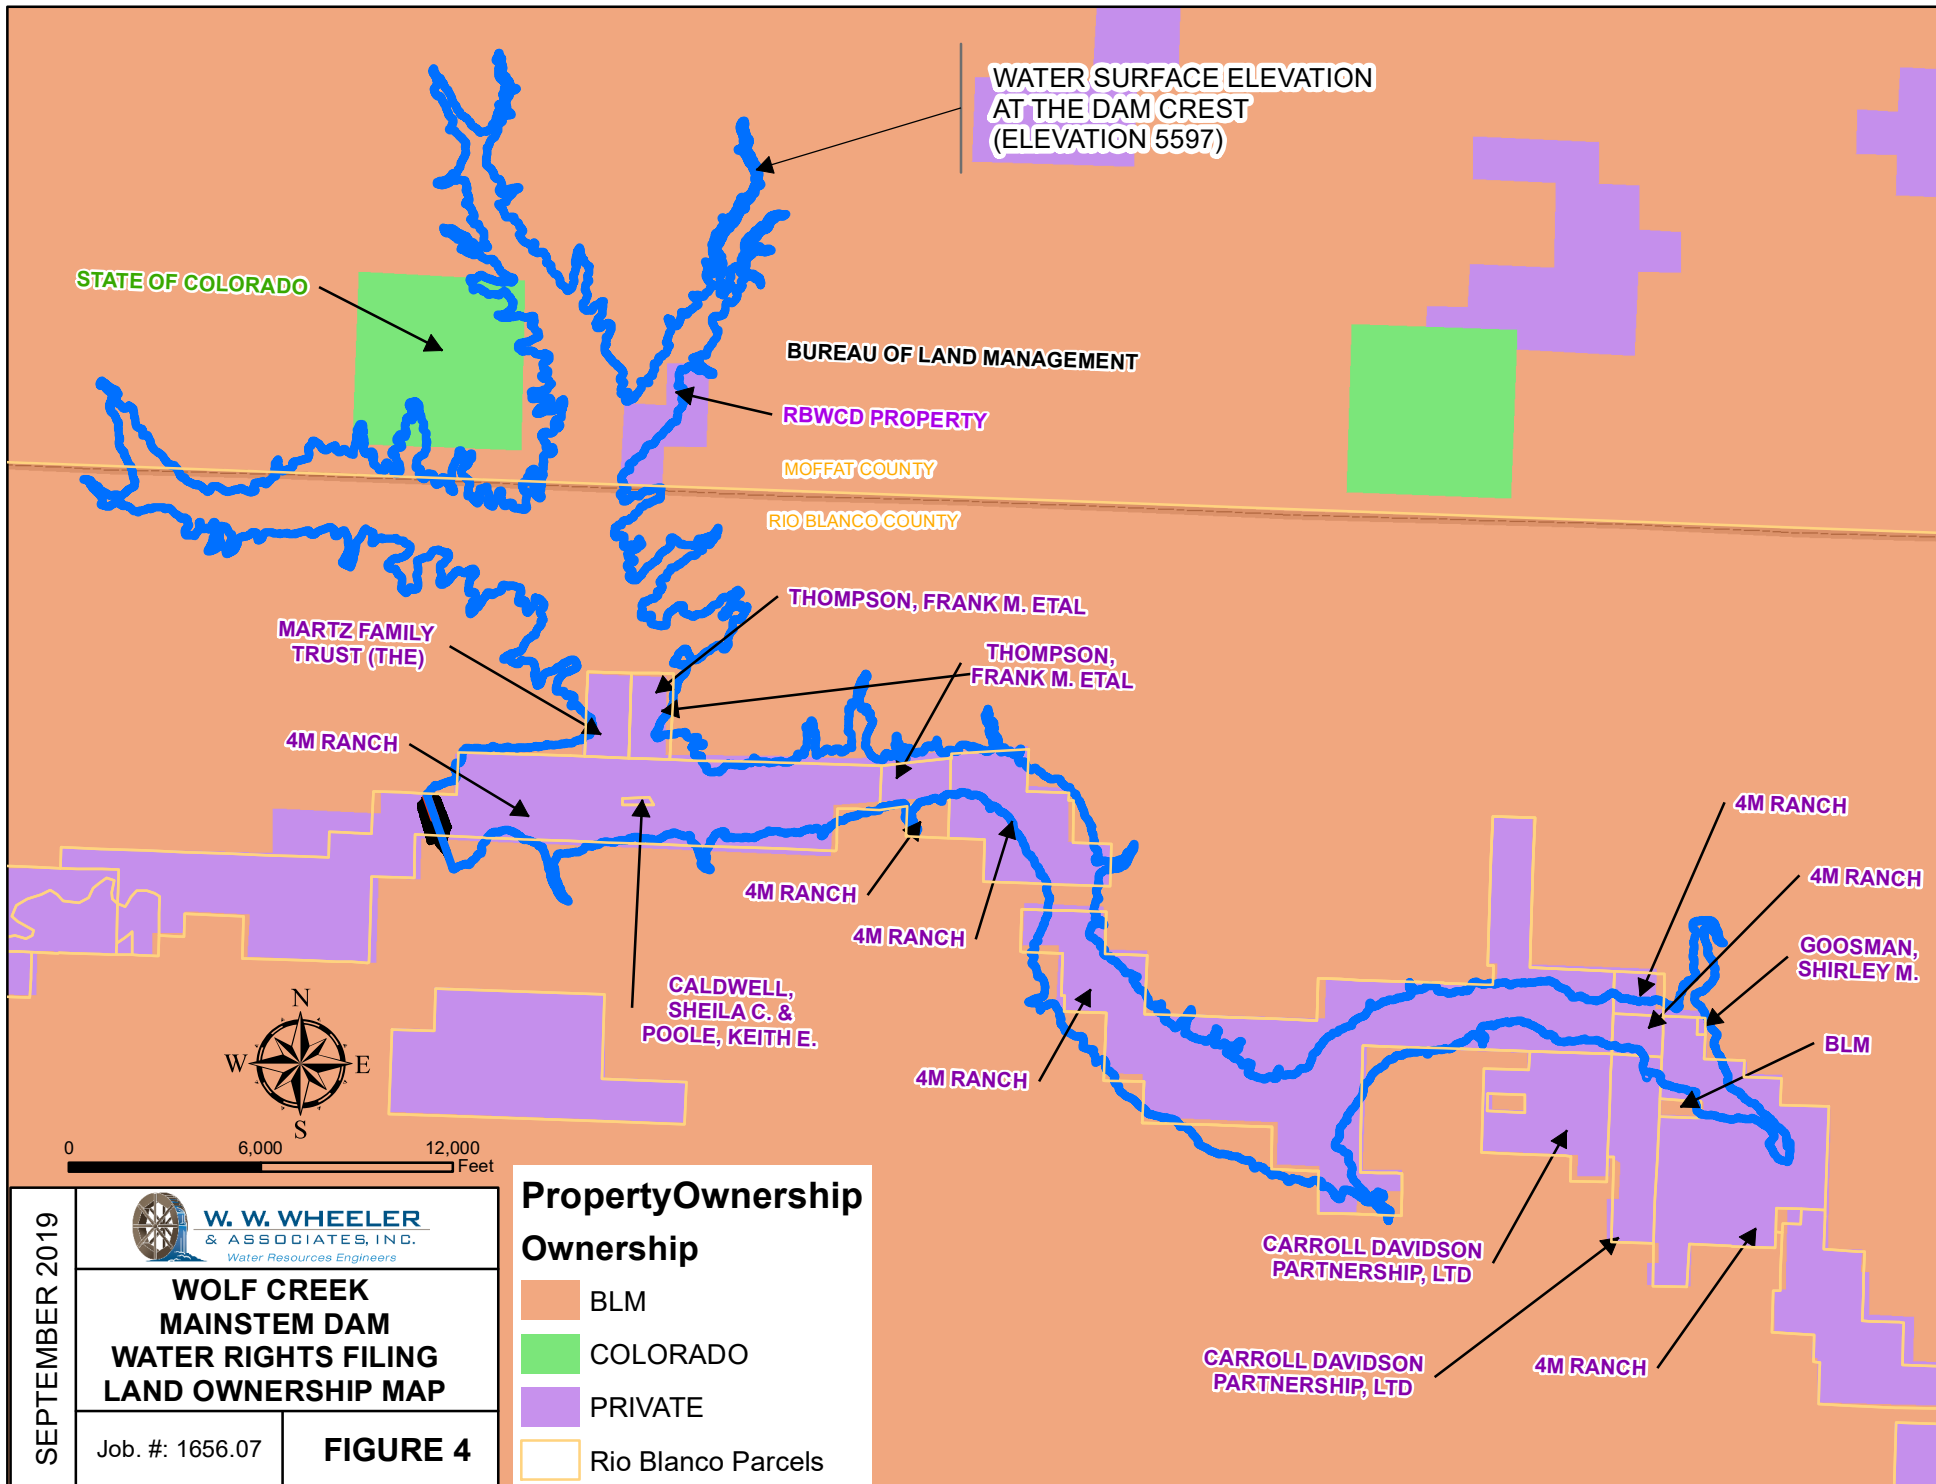 WATER SURFACE ELEVATION
AT THE DAM CREST
(ELEVATION 5597)
STATE OF COLORADO
BUREAU OF LAND MANAGEMENT
RBWCD PROPERTY
MOFFAT COUNTY
RIO BLANCO COUNTY
THOMPSON, FRANK M. ETAL
MARTZ FAMILY
TRUST (THE)
THOMPSON,
FRANK M. ETAL
4M RANCH
4M RANCH
4M RANCH
4M RANCH
4M RANCH
GOOSMAN,
SHIRLEY M.
CALDWELL,
SHEILA C. &
POOLE, KEITH E.
BLM
4M RANCH
CARROLL DAVIDSON
PARTNERSHIP, LTD
CARROLL DAVIDSON
PARTNERSHIP, LTD
4M RANCH
N
W
E
S
0
6,000
12,000
Feet
SEPTEMBER 2019
W. W. WHEELER
& ASSOCIATES, INC.
Water Resources Engineers
WOLF CREEK
MAINSTEM DAM
WATER RIGHTS FILING
LAND OWNERSHIP MAP
Job. #: 1656.07
FIGURE 4
PropertyOwnership
Ownership
BLM
COLORADO
PRIVATE
Rio Blanco Parcels